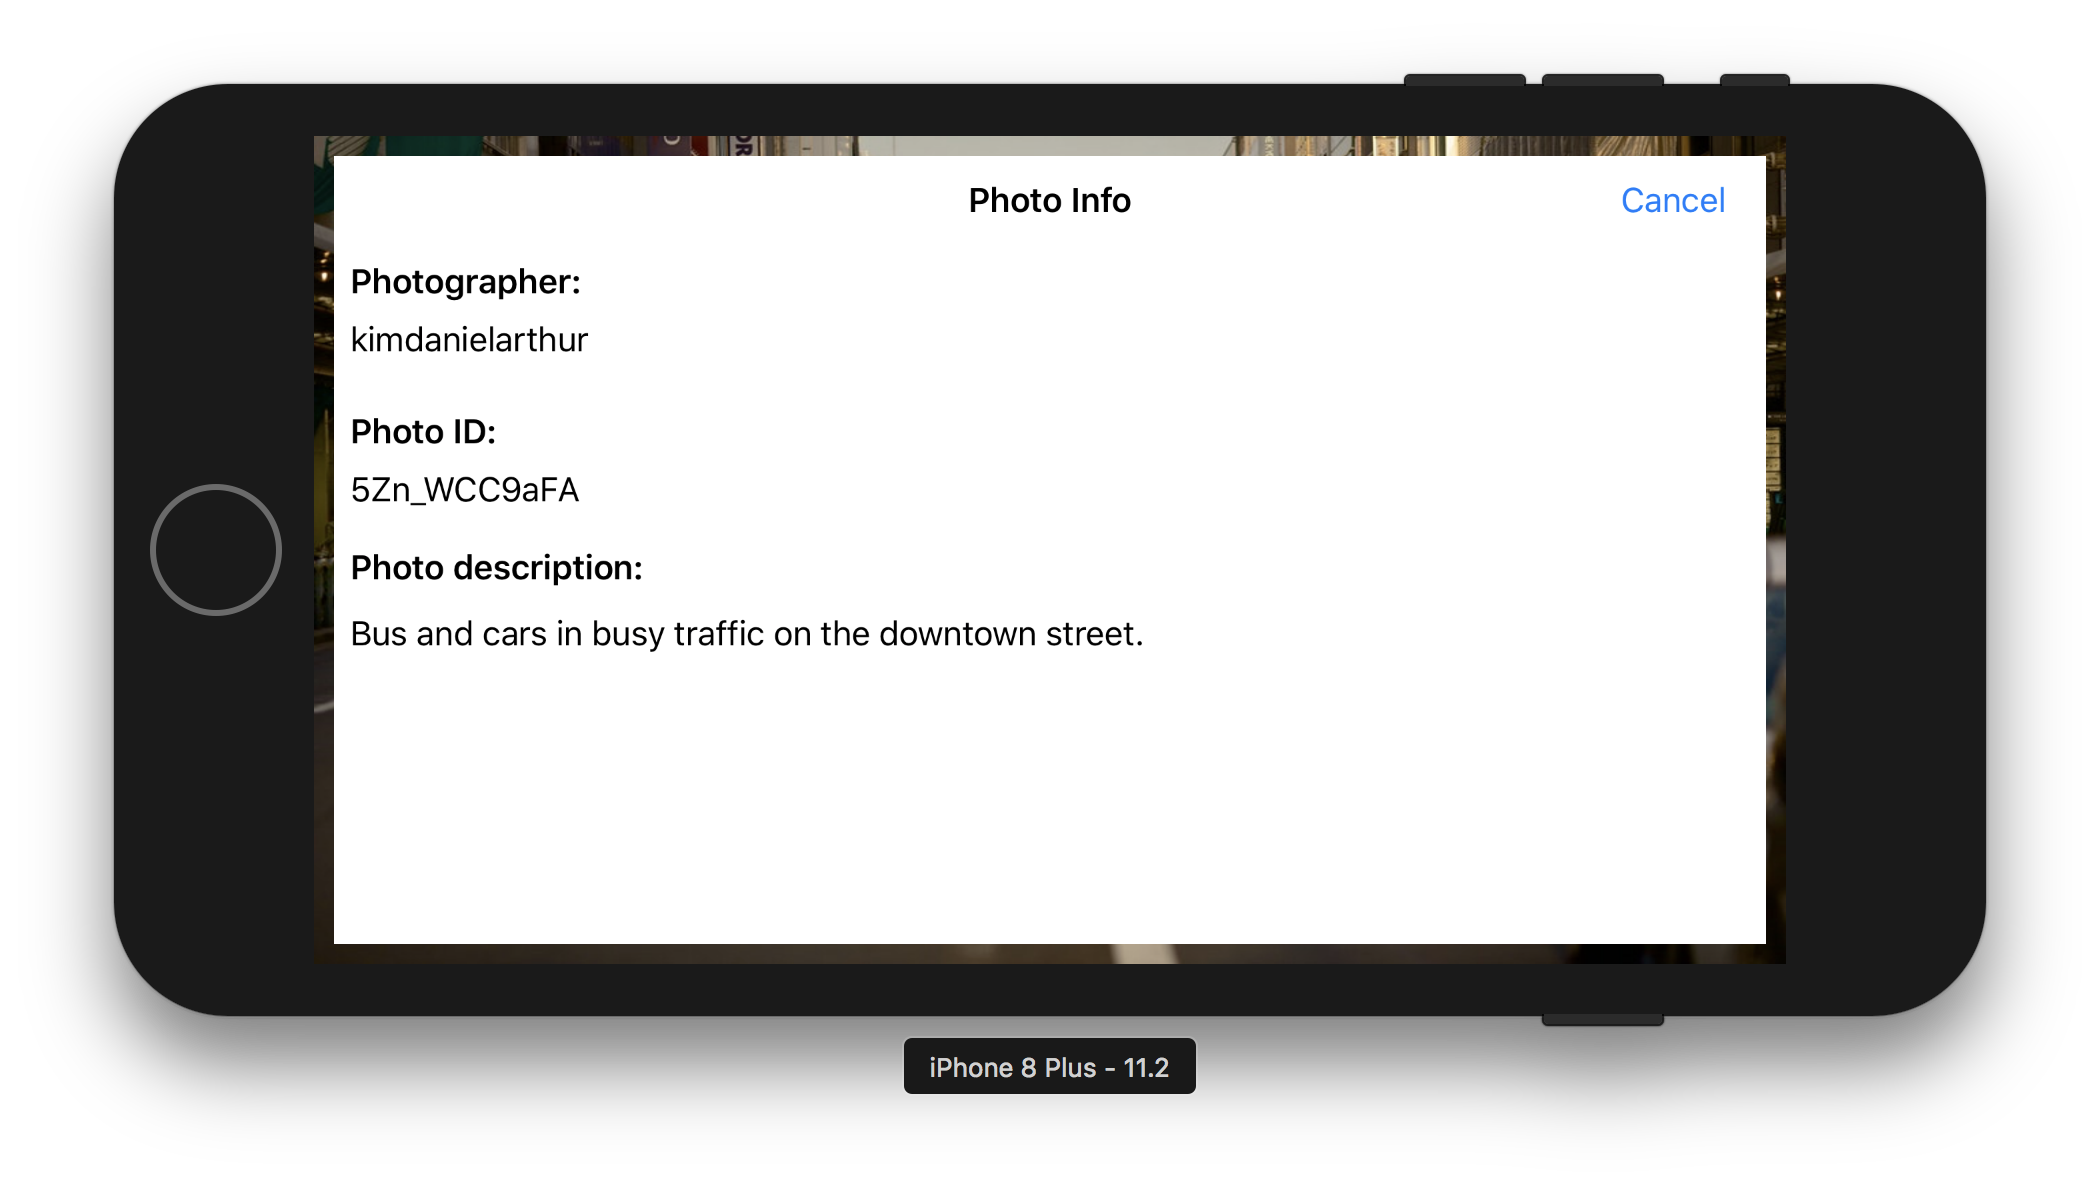 Photo Info
Cancel
Photographer:
kimdanielarthur
Photo ID:
5Zn_WCC9aFA
Photo description:
Bus and cars in busy traffic on the downtown street.
iPhone 8 Plus - 11.2